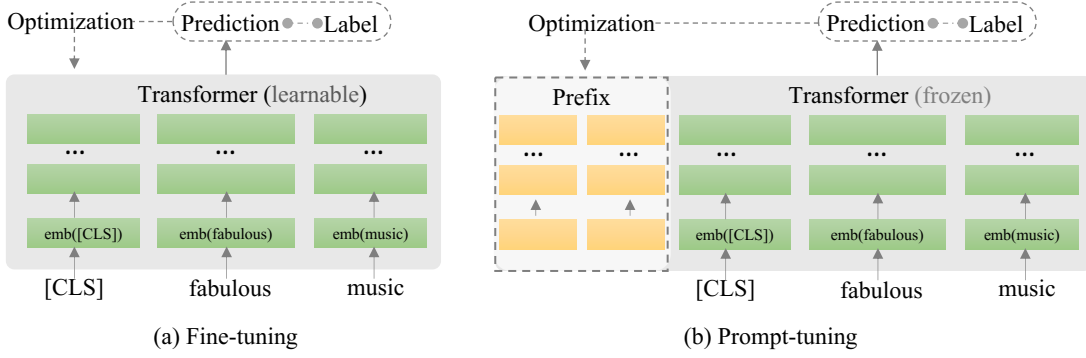 Optimization
Prediction
Label
Transformer (learnable)
...
...
...
emb([CLS])
emb(fabulous)
emb(music)
[CLS]
fabulous
music
(a) Fine-tuning
Optimization
Prediction
Label
Prefix
Transformer (frozen)
...
...
...
...
...
emb([CLS])
emb(fabulous)
emb(music)
[CLS]
fabulous
music
(b) Prompt-tuning